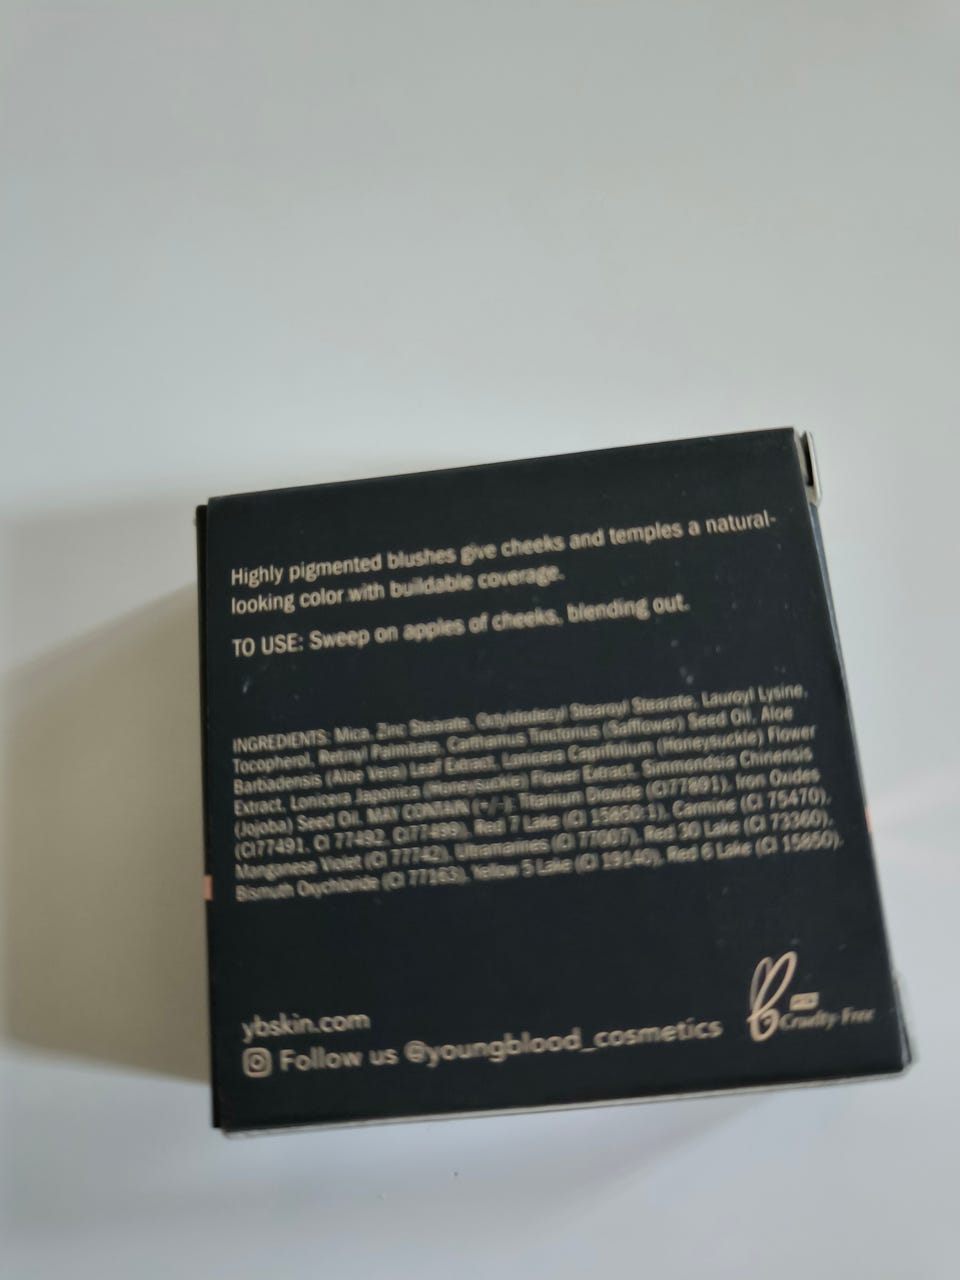 Highly pigmented blushes give cheeks and temples a natural-
looking color with buildable coverage.
TO USE: Sweep on apples of cheeks, blending out.
INGREDIENTS: Mica, Zinc Stearate, Octyldodecyl Stearoyl Stearate, Lauroyl Lysine,
Tocopherol, Retinyl Palmitate, Carthamus Tinctorius (Safflower) Seed Oil, Aloe
Barbadensis (Aloe Vera) Leaf Extract, Lonicera Caprifolium (Honeysuckle) Flower
Extract, Lonicera Japonica (Honeysuckle) Flower Extract, Simmondsia Chinensis
(Jojoba) Seed Oil. MAY CONTAIN (+/-): Titanium Dioxide (CI77891), Iron Oxides
(CI77491, CI 77492, CI77499), Red 7 Lake (CI 15850:1), Carmine (CI 75470),
Manganese Violet (CI 77742), Ultramarines (CI 77007), Red 30 Lake (CI 73360),
Bismuth Oxychloride (CI 77163), Yellow 5 Lake (CI 19140), Red 6 Lake (CI 15850).
ybskin.com
Follow us @youngblood_cosmetics
Cruelty-Free